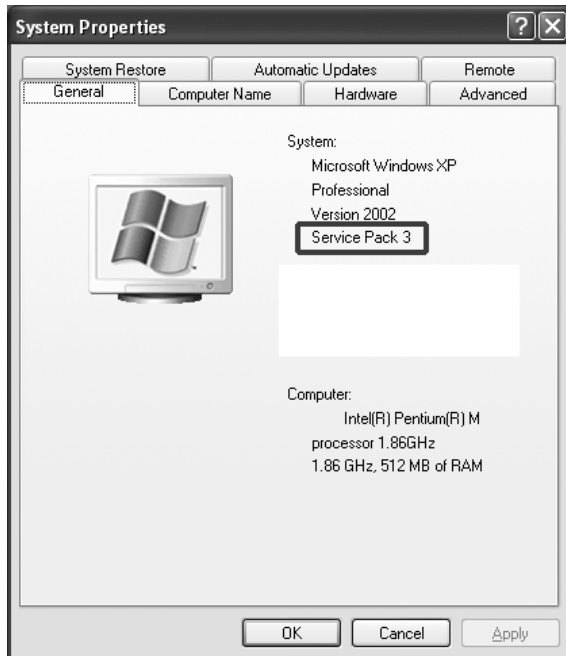 System Properties
System Restore Automatic Updates Remote
General Computer Name Hardware Advanced
System:
Microsoft Windows XP
Professional
Version 2002
Service Pack 3
Computer:
Intel(R) Pentium(R) M
processor 1.86GHz
1.86 GHz, 512 MB of RAM
OK Cancel Apply